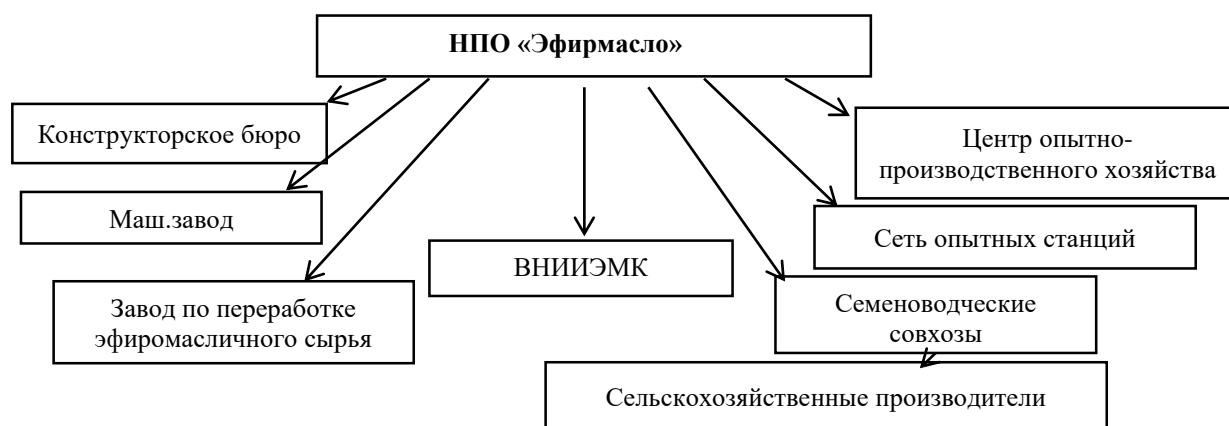 НПО «Эфирмасло»
Конструкторское бюро
Центр опытно-
производственного хозяйства
Маш.завод
Сеть опытных станций
ВНИИЭМК
Завод по переработке
эфиромасличного сырья
Семеноводческие
совхозы
Сельскохозяйственные производители